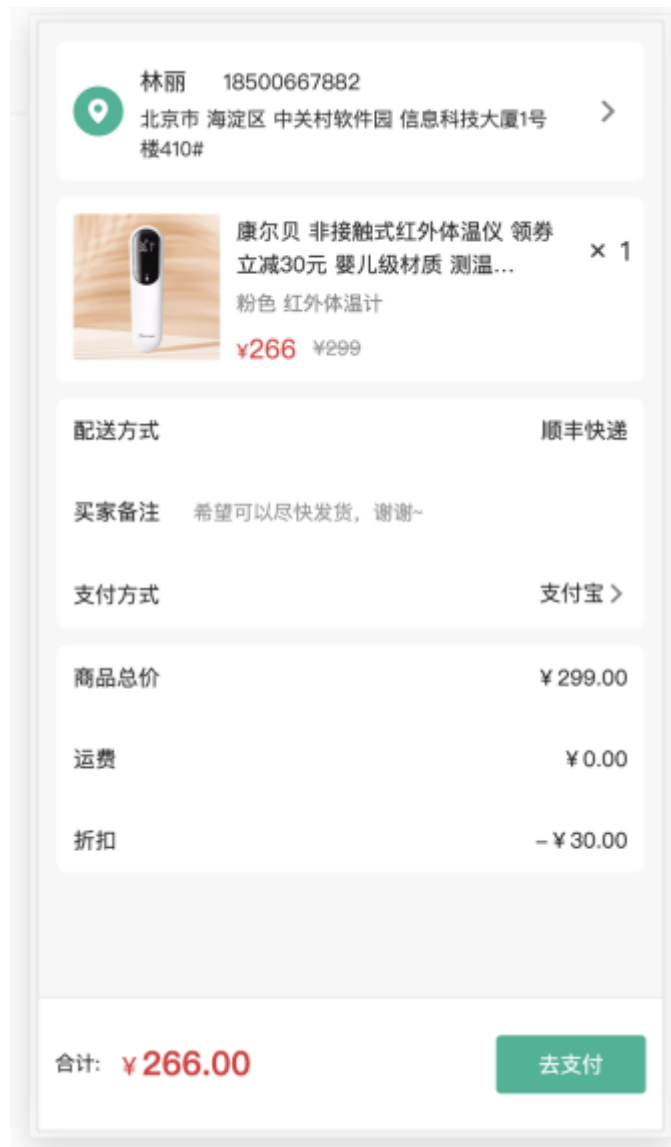 林丽 18500667882
北京市 海淀区 中关村软件园 信息科技大厦1号
楼410#
康尔贝 非接触式红外体温仪 领券
立减30元 婴儿级材质 测温...
× 1
粉色 红外体温计
¥266 ¥299
配送方式 顺丰快递
买家备注 希望可以尽快发货，谢谢~
支付方式 支付宝
商品总价 ¥299.00
运费 ¥0.00
折扣 –¥30.00
合计: ¥266.00 去支付